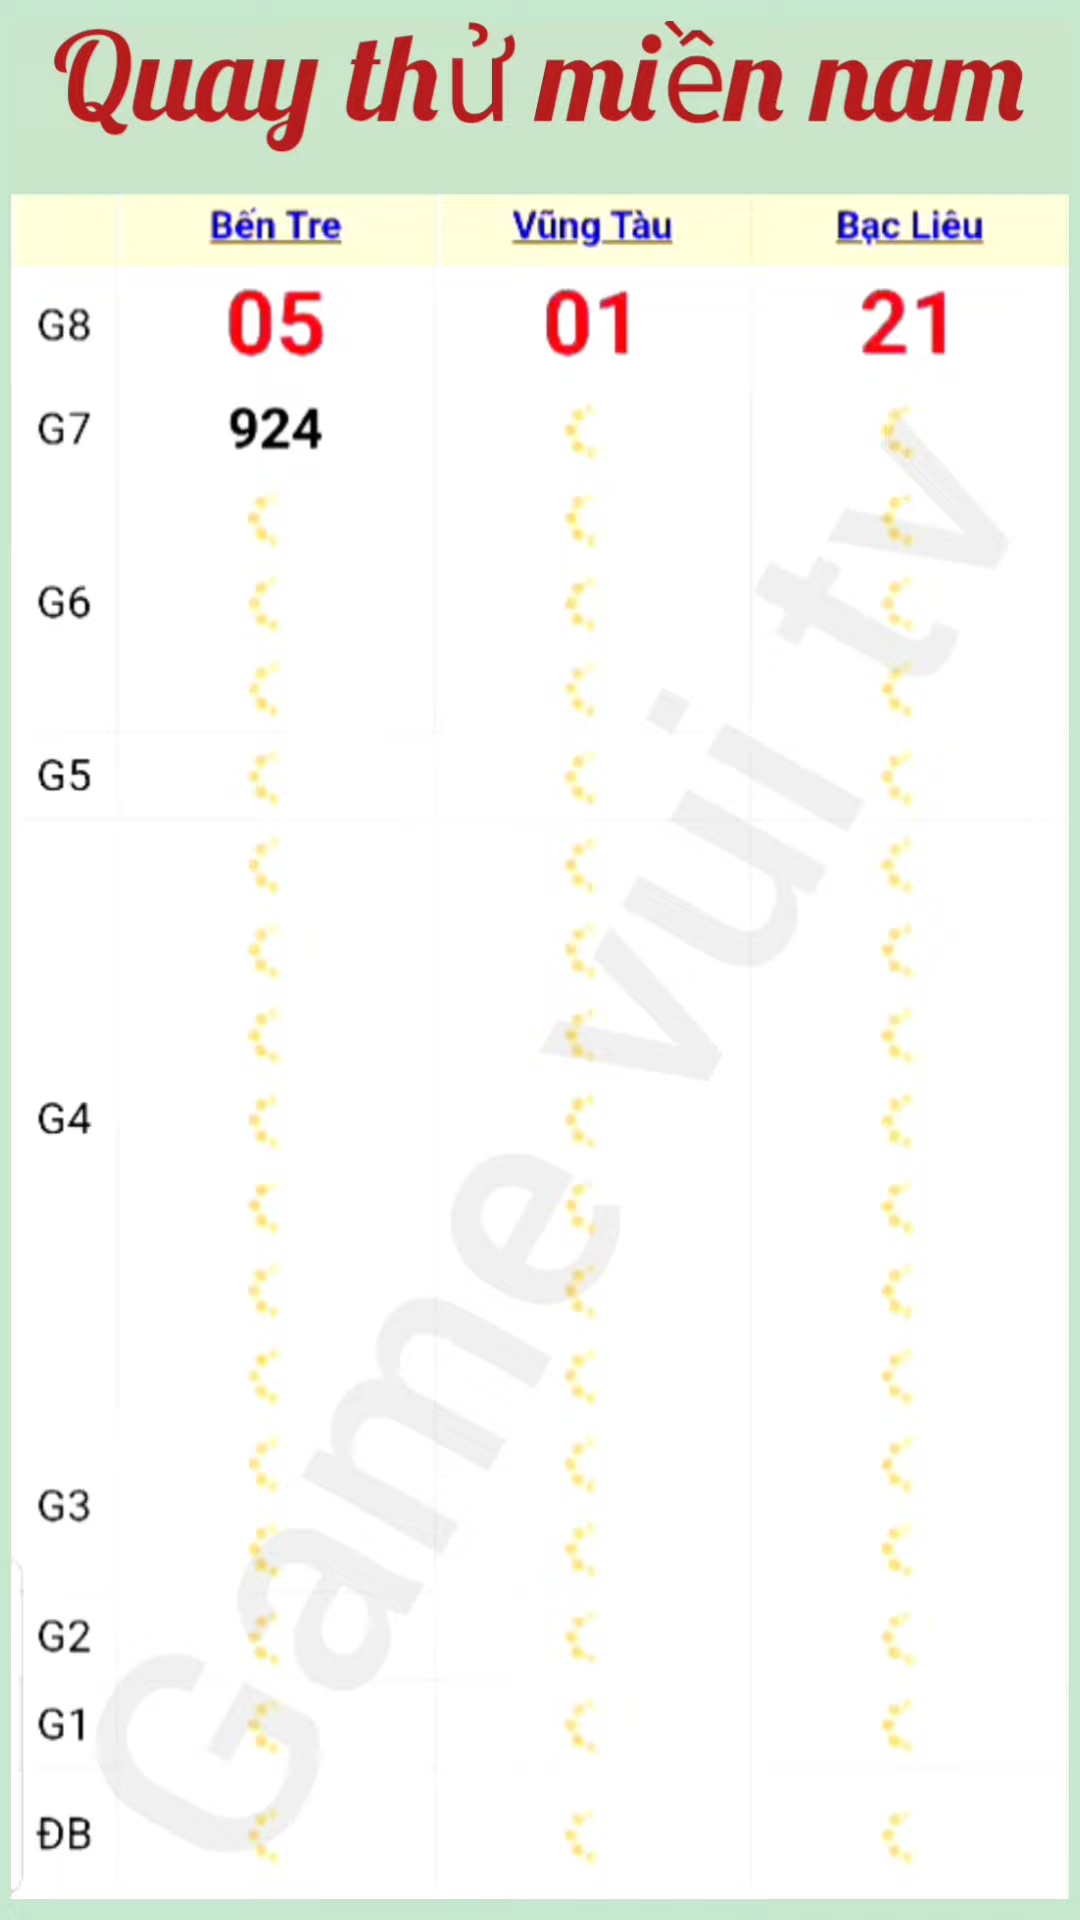 Quay thử miền nam
Bến Tre Vũng Tàu Bạc Liêu
G8 05 01 21
G7 924
G6
G5
G4
G3
G2
G1
ĐB
Game vui tv